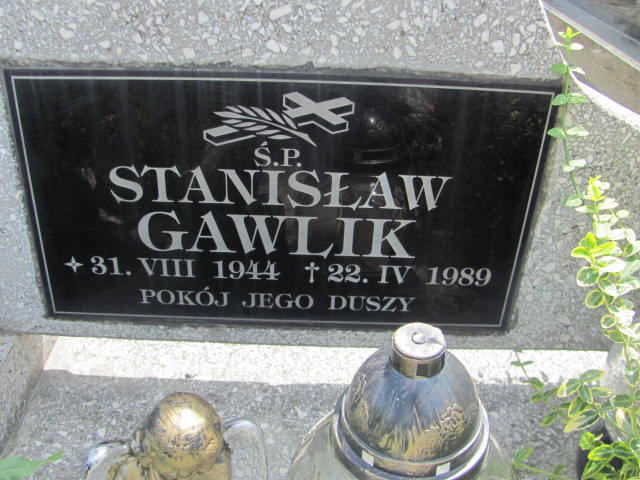 Ś.P.
STANISŁAW
GAWLIK
✦ 31. VIII 1944 † 22. IV 1989
POKÓJ JEGO DUSZY